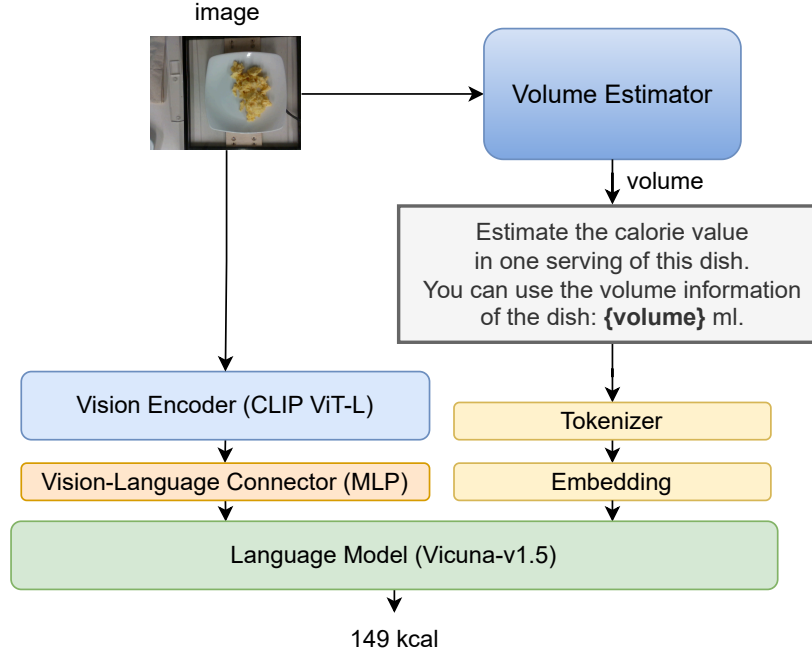 image
Volume Estimator
volume
Estimate the calorie value
in one serving of this dish.
You can use the volume information
of the dish: {volume} ml.
Vision Encoder (CLIP ViT-L)
Tokenizer
Vision-Language Connector (MLP)
Embedding
Language Model (Vicuna-v1.5)
149 kcal